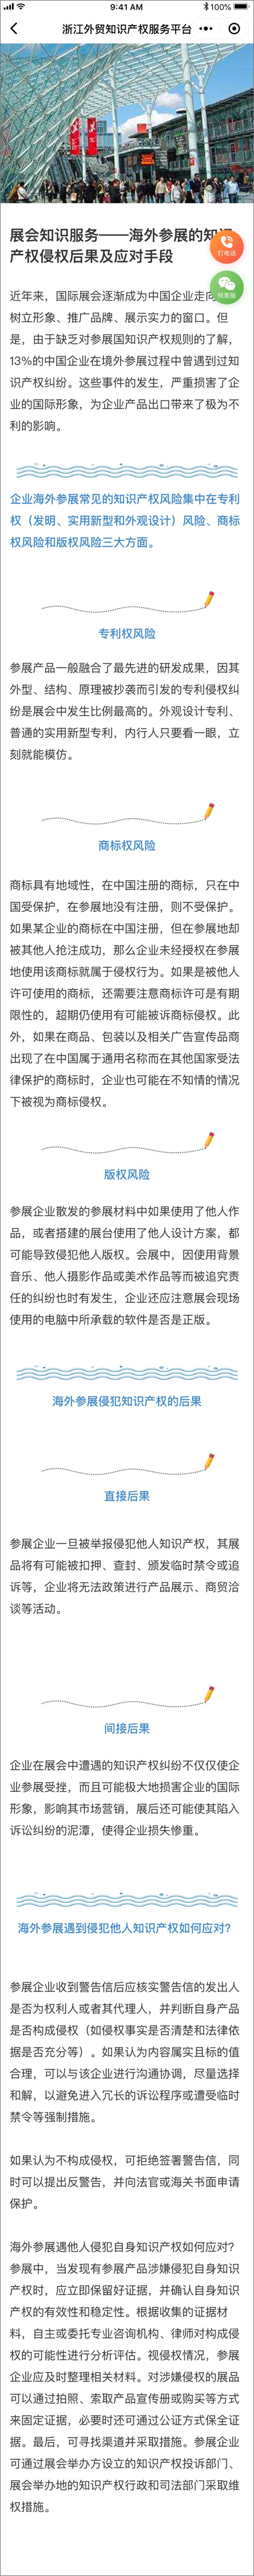 9:41 AM
100%
浙江外贸知识产权服务平台
展会知识服务——海外参展的知识
产权侵权后果及应对手段
打电话
找客服
近年来，国际展会逐渐成为中国企业走向
树立形象、推广品牌、展示实力的窗口。但
是，由于缺乏对参展国知识产权规则的了解，
13%的中国企业在境外参展过程中曾遇到过知
识产权纠纷。这些事件的发生，严重损害了企
业的国际形象，为企业产品出口带来了极为不
利的影响。
企业海外参展常见的知识产权风险集中在专利
权（发明、实用新型和外观设计）风险、商标
权风险和版权风险三大方面。
专利权风险
参展产品一般融合了最先进的研发成果，因其
外型、结构、原理被抄袭而引发的专利侵权纠
纷是展会中发生比例最高的。外观设计专利、
普通的实用新型专利，内行人只要看一眼，立
刻就能模仿。
商标权风险
商标具有地域性，在中国注册的商标，只在中
国受保护，在参展地没有注册，则不受保护。
如果某企业的商标在中国注册，但在参展地却
被其他人抢注成功，那么企业未经授权在参展
地使用该商标就属于侵权行为。如果是被他人
许可使用的商标，还需要注意商标许可是有期
限性的，超期仍使用有可能被诉商标侵权。此
外，如果在商品、包装以及相关广告宣传品商
出现了在中国属于通用名称而在其他国家受法
律保护的商标时，企业也可能在不知情的情况
下被视为商标侵权。
版权风险
参展企业散发的参展材料中如果使用了他人作
品，或者搭建的展台使用了他人设计方案，都
可能导致侵犯他人版权。会展中，因使用背景
音乐、他人摄影作品或美术作品等而被追究责
任的纠纷也时有发生，企业还应注意展会现场
使用的电脑中所承载的软件是否是正版。
海外参展侵犯知识产权的后果
直接后果
参展企业一旦被举报侵犯他人知识产权，其展
品将有可能被扣押、查封、颁发临时禁令或追
诉等，企业将无法政策进行产品展示、商贸洽
谈等活动。
间接后果
企业在展会中遭遇的知识产权纠纷不仅仅使企
业参展受挫，而且可能极大地损害企业的国际
形象，影响其市场营销，展后还可能使其陷入
诉讼纠纷的泥潭，使得企业损失惨重。
海外参展遇到侵犯他人知识产权如何应对？
参展企业收到警告信后应核实警告信的发出人
是否为权利人或者其代理人，并判断自身产品
是否构成侵权（如侵权事实是否清楚和法律依
据是否充分等）。如果认为内容属实且标的值
合理，可以与该企业进行沟通协调，尽量选择
和解，以避免进入冗长的诉讼程序或遭受临时
禁令等强制措施。
如果认为不构成侵权，可拒绝签署警告信，同
时可以提出反警告，并向法官或海关书面申请
保护。
海外参展遇他人侵犯自身知识产权如何应对？
参展中，当发现有参展产品涉嫌侵犯自身知识
产权时，应立即保留好证据，并确认自身知识
产权的有效性和稳定性。根据收集的证据材
料，自主或委托专业咨询机构、律师对构成侵
权的可能性进行分析评估。视侵权情况，参展
企业应及时整理相关材料。对涉嫌侵权的展品
可以通过拍照、索取产品宣传册或购买等方式
来固定证据，必要时还可通过公证方式保全证
据。最后，可寻找渠道并采取措施。参展企业
可通过展会举办方设立的知识产权投诉部门、
展会举办地的知识产权行政和司法部门采取维
权措施。